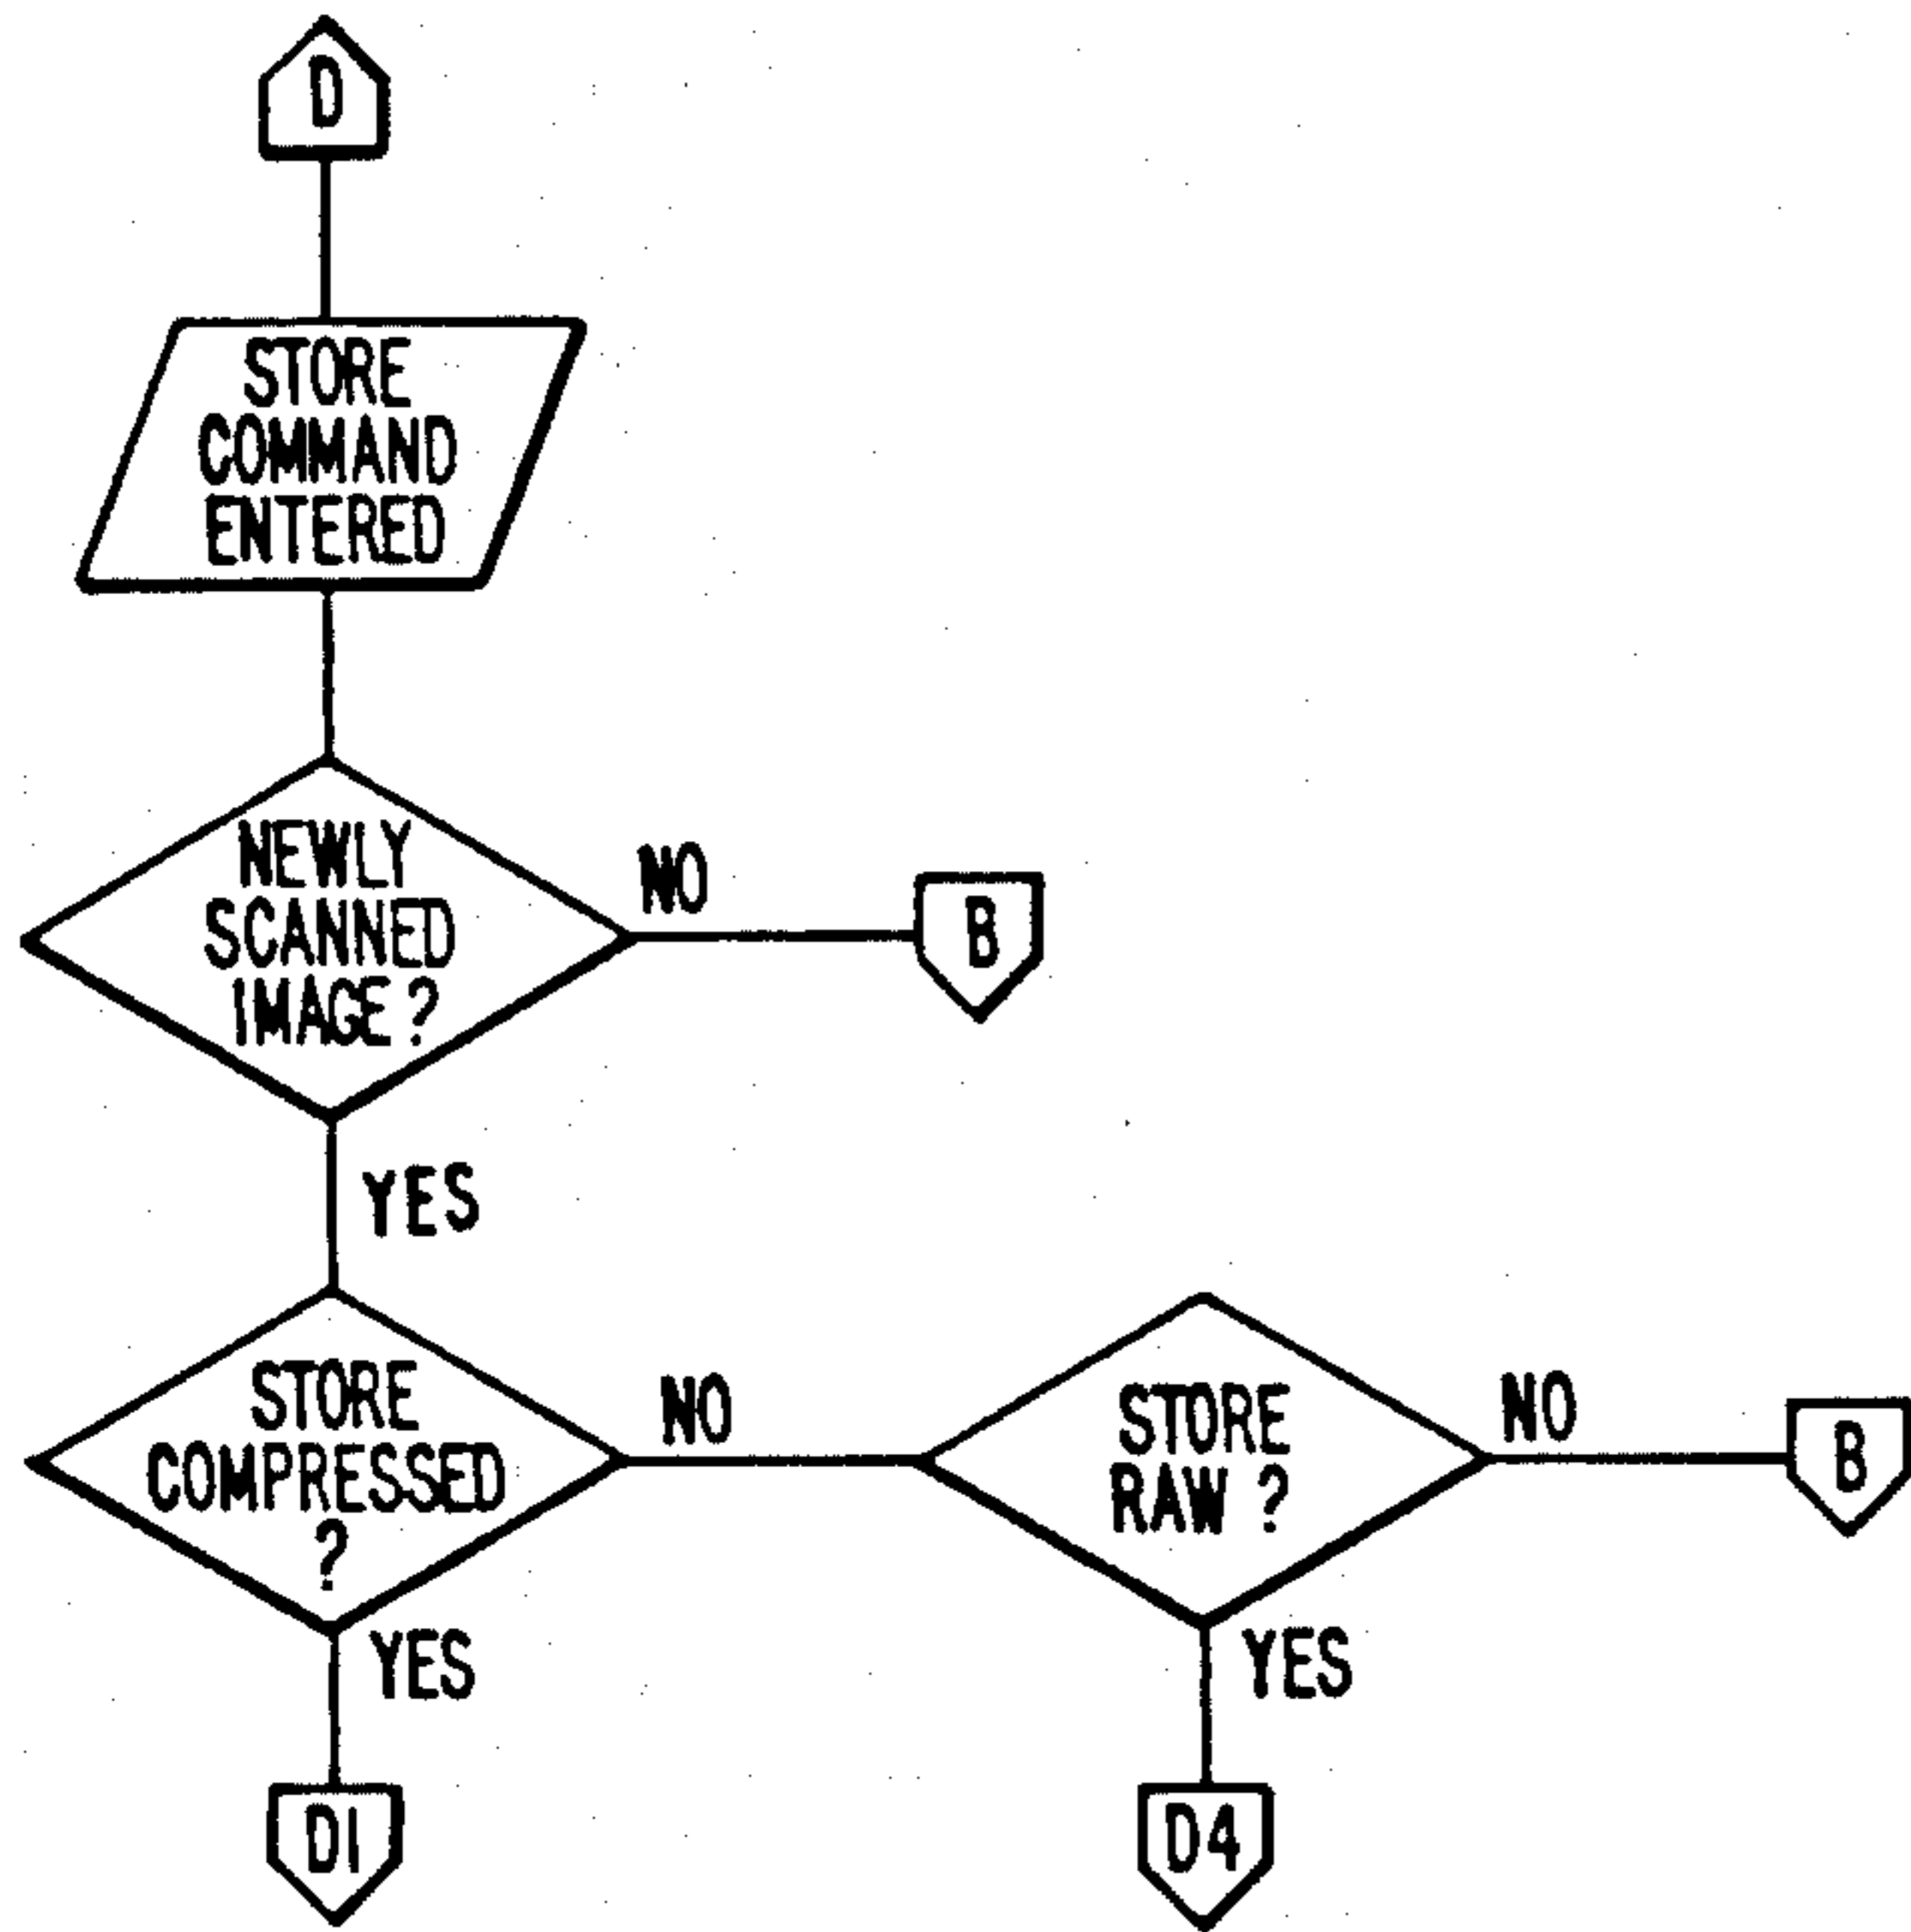 D
STORE
COMMAND
ENTERED
NEWLY
SCANNED
IMAGE?
NO
B
YES
STORE
COMPRESSED
?
NO
STORE
RAW ?
NO
B
YES
YES
D1
D4